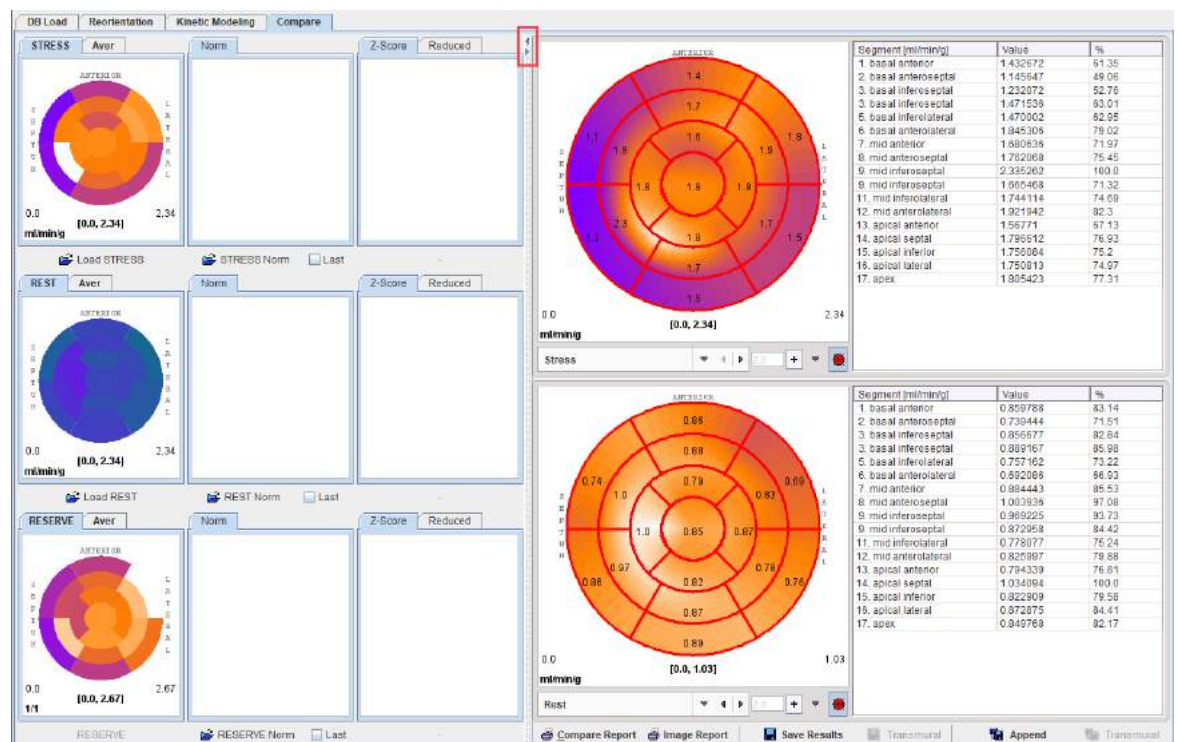 DB Load Reorientation Kinetic Modeling Compare
STRESS Aver Norm Z-Score Reduced
ANTERIOR
SEPTUM
LATERAL
0.0 [0.0, 2.34] 2.34
ml/min/g
Load STRESS STRESS Norm Last
REST Aver Norm Z-Score Reduced
ANTERIOR
SEPTUM
LATERAL
0.0 [0.0, 2.34] 2.34
ml/min/g
Load REST REST Norm Last
RESERVE Aver Norm Z-Score Reduced
ANTERIOR
SEPTUM
LATERAL
0.0 [0.0, 2.67] 2.67
1/1
RESERVE RESERVE Norm Last
ANTERIOR
SEPTUM
LATERAL
1.4
1.7
1.1 1.8 1.6 1.9 1.8
1.8 1.8 1.8
2.3 1.7
1.2 1.8 1.5
1.7
1.5
0.0 [0.0, 2.34] 2.34
ml/min/g
Stress
Segment [ml/min/g] Value %
1. basal anterior 1.432672 61.35
2. basal anteroseptal 1.145647 49.06
3. basal inferoseptal 1.232072 52.76
3. basal inferoseptal 1.471536 63.01
5. basal inferolateral 1.470002 62.95
6. basal anterolateral 1.845306 79.02
7. mid anterior 1.680636 71.97
8. mid anteroseptal 1.762068 75.45
9. mid inferoseptal 2.335262 100.0
9. mid inferoseptal 1.665468 71.32
11. mid inferolateral 1.744114 74.69
12. mid anterolateral 1.921942 82.3
13. apical anterior 1.56771 67.13
14. apical septal 1.796612 76.93
15. apical inferior 1.756084 75.2
16. apical lateral 1.750813 74.97
17. apex 1.805423 77.31
ANTERIOR
SEPTUM
LATERAL
0.86
0.88
0.74 1.0 0.79 0.83 0.69
1.0 0.85 0.87
0.97 0.78
0.86 0.82 0.76
0.87
0.89
0.0 [0.0, 1.03] 1.03
ml/min/g
Rest
Segment [ml/min/g] Value %
1. basal anterior 0.859788 83.14
2. basal anteroseptal 0.739444 71.51
3. basal inferoseptal 0.856677 82.84
3. basal inferoseptal 0.889167 85.98
5. basal inferolateral 0.757162 73.22
6. basal anterolateral 0.692086 66.93
7. mid anterior 0.884443 85.53
8. mid anteroseptal 1.003936 97.08
9. mid inferoseptal 0.969225 93.73
9. mid inferoseptal 0.872958 84.42
11. mid inferolateral 0.778077 75.24
12. mid anterolateral 0.825997 79.88
13. apical anterior 0.794339 76.81
14. apical septal 1.034094 100.0
15. apical inferior 0.822909 79.58
16. apical lateral 0.872875 84.41
17. apex 0.849768 82.17
Compare Report Image Report Save Results Transmural Append Transmural